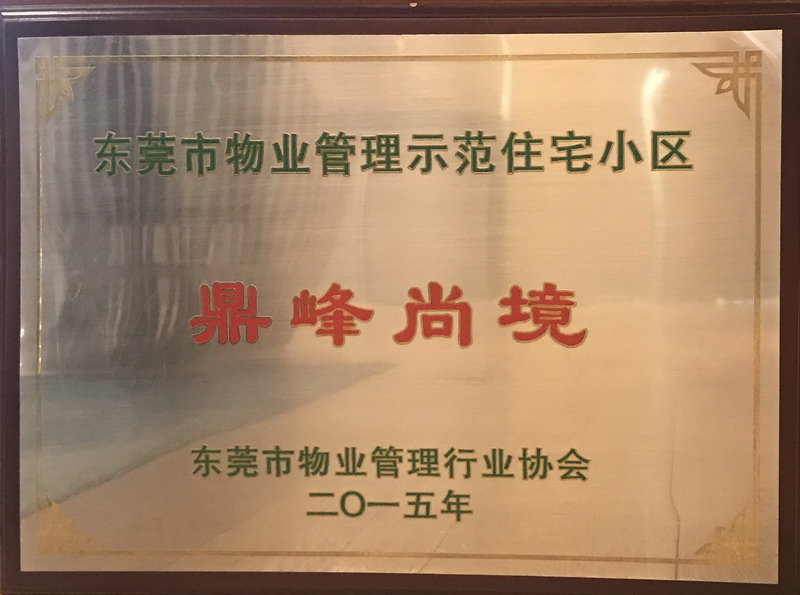 东莞市物业管理示范住宅小区
鼎峰尚境
东莞市物业管理行业协会
二〇一五年